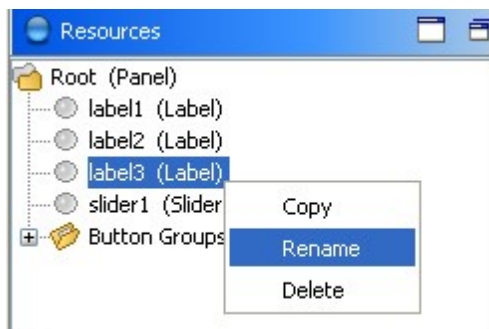 Resources
Root (Panel)
label1 (Label)
label2 (Label)
label3 (Label)
slider1 (Slider
Button Groups
Copy
Rename
Delete